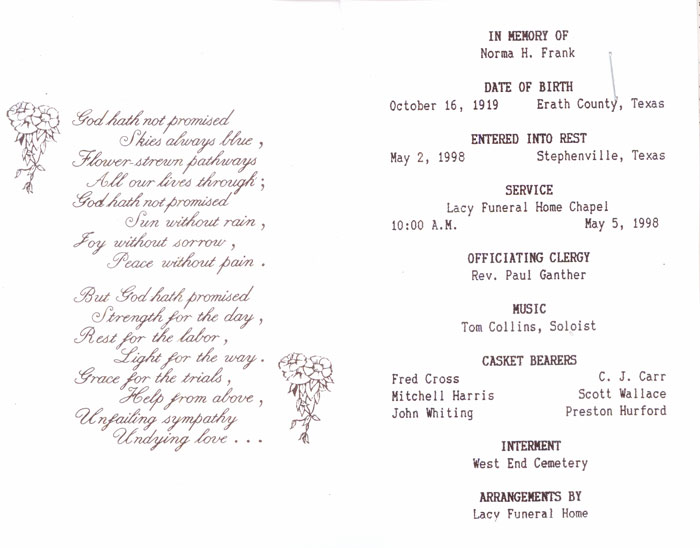 God hath not promised
Skies always blue,
Flower-strewn pathways
All our lives through;
God hath not promised
Sun without rain,
Joy without sorrow,
Peace without pain.
But God hath promised
Strength for the day,
Rest for the labor,
Light for the way.
Grace for the trials,
Help from above,
Unfailing sympathy
Undying love...
IN MEMORY OF
Norma H. Frank
DATE OF BIRTH
October 16, 1919 Erath County, Texas
ENTERED INTO REST
May 2, 1998 Stephenville, Texas
SERVICE
Lacy Funeral Home Chapel
10:00 A.M. May 5, 1998
OFFICIATING CLERGY
Rev. Paul Ganther
MUSIC
Tom Collins, Soloist
CASKET BEARERS
Fred Cross C. J. Carr
Mitchell Harris Scott Wallace
John Whiting Preston Hurford
INTERMENT
West End Cemetery
ARRANGEMENTS BY
Lacy Funeral Home